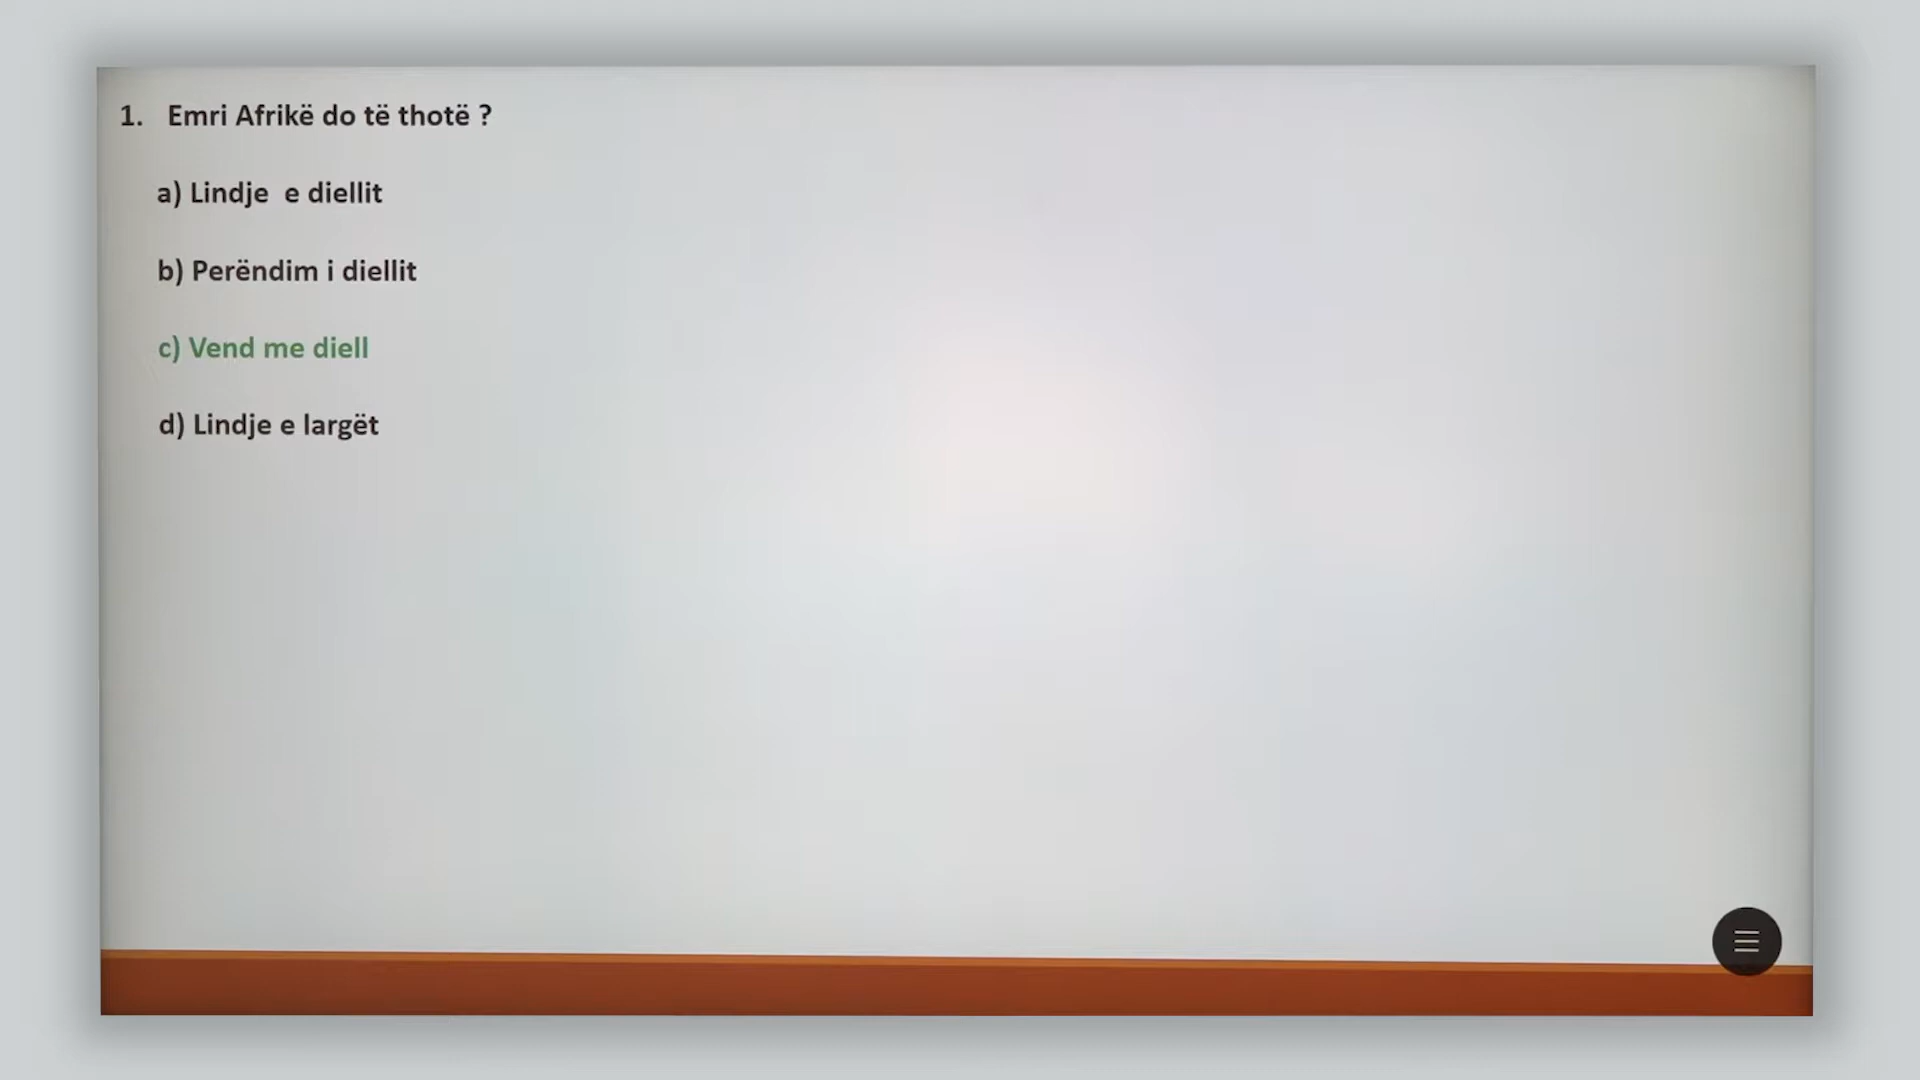 1. Emri Afrikë do të thotë ?
a) Lindje e diellit
b) Perëndim i diellit
c) Vend me diell
d) Lindje e largët